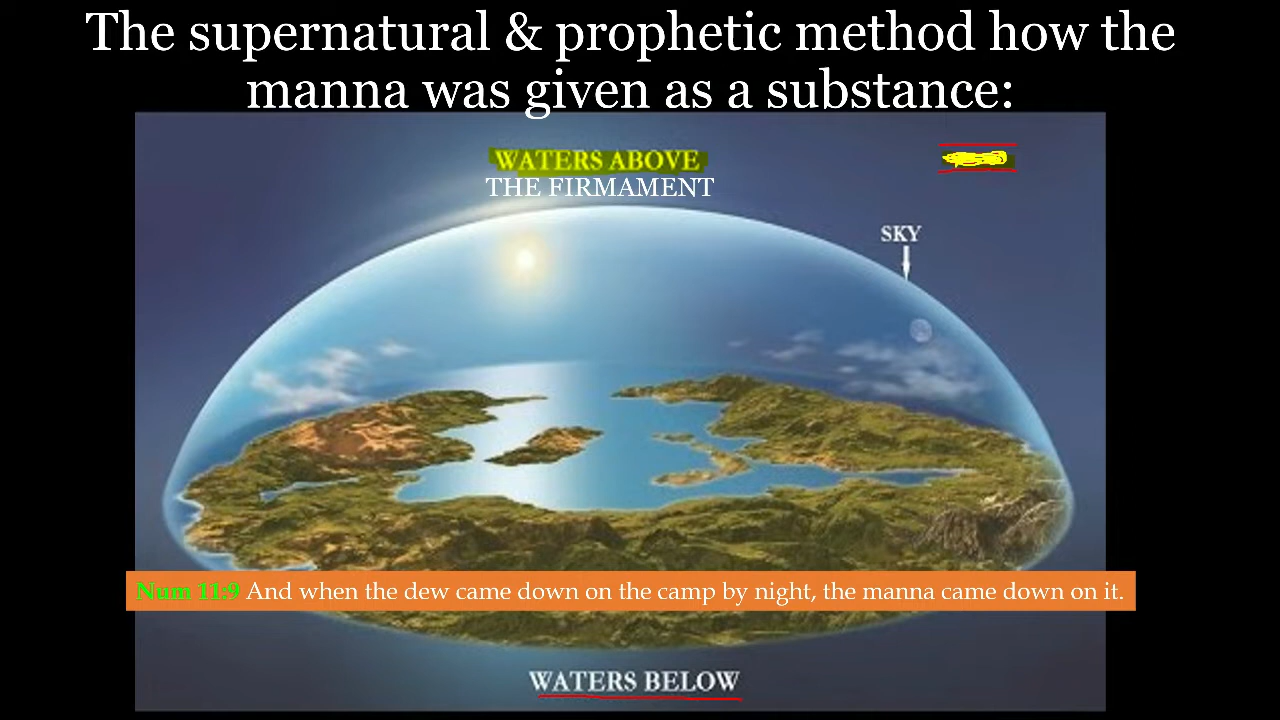 The supernatural & prophetic method how the
manna was given as a substance:
WATERS ABOVE
THE FIRMAMENT
SKY
Num 11:9 And when the dew came down on the camp by night, the manna came down on it.
WATERS BELOW